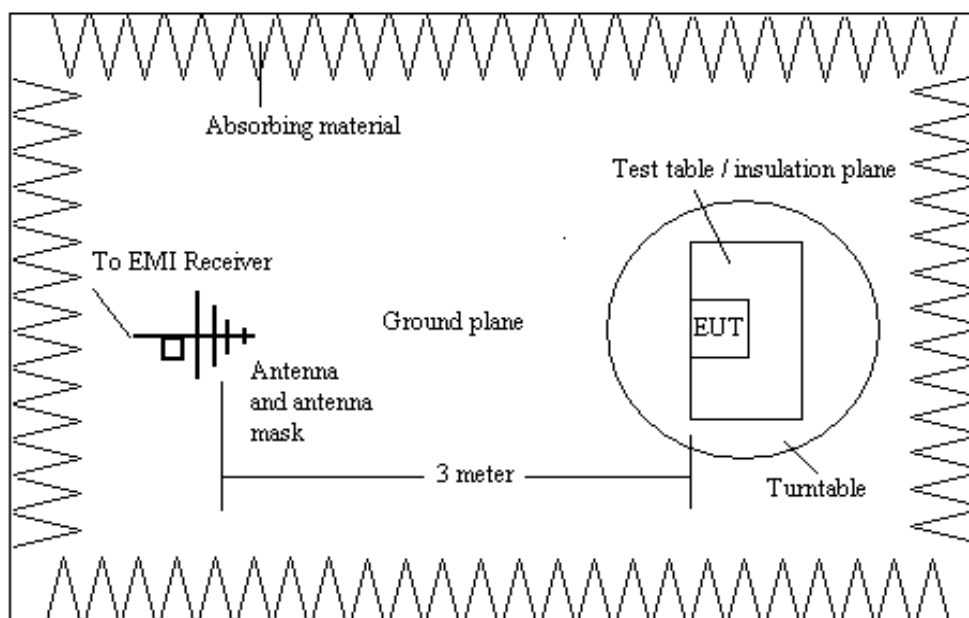 Absorbing material
Test table / insulation plane
To EMI Receiver
Ground plane
EUT
Antenna
and antenna
mask
3 meter
Turntable